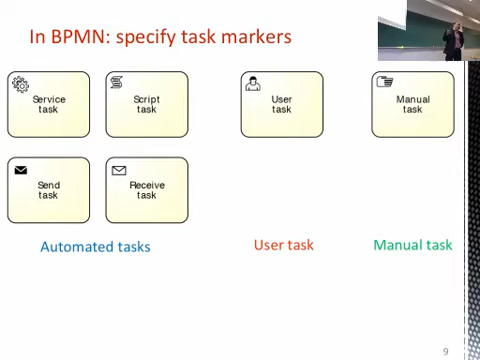 In BPMN: specify task markers
Service
task
Script
task
User
task
Manual
task
Send
task
Receive
task
Automated tasks
User task
Manual task
9